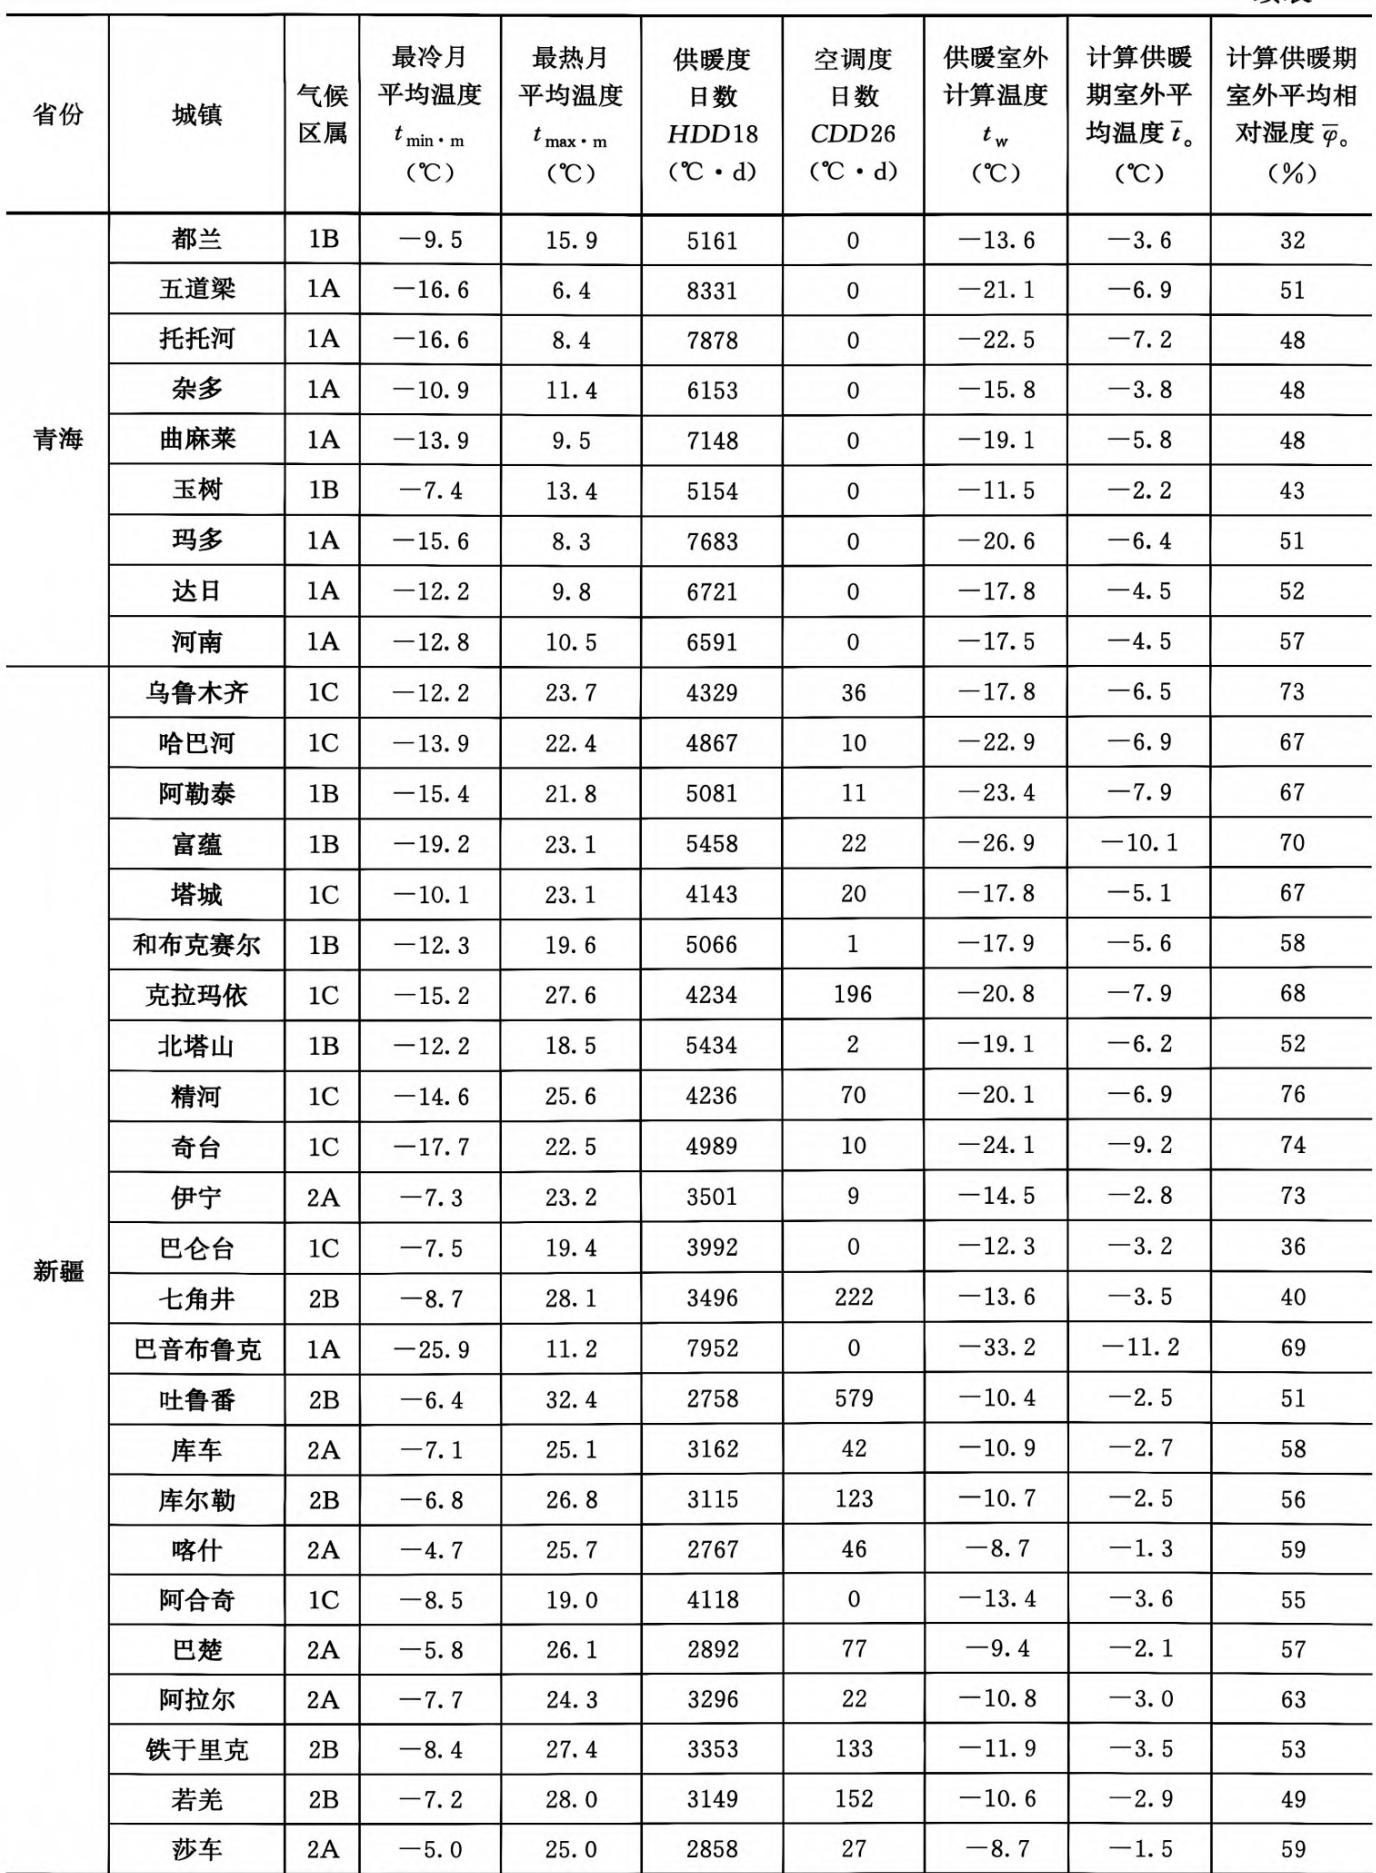 省份 城镇 气候区属 最冷月平均温度 t min·m (℃) 最热月平均温度 t max·m (℃) 供暖度日数 HDD18 (℃·d) 空调度日数 CDD26 (℃·d) 供暖室外计算温度 t w (℃) 计算供暖期室外平均温度 t̄。 (℃) 计算供暖期室外平均相对湿度 φ̄。 (%)
青海
都兰 1B —9.5 15.9 5161 0 —13.6 —3.6 32
五道梁 1A —16.6 6.4 8331 0 —21.1 —6.9 51
托托河 1A —16.6 8.4 7878 0 —22.5 —7.2 48
杂多 1A —10.9 11.4 6153 0 —15.8 —3.8 48
曲麻莱 1A —13.9 9.5 7148 0 —19.1 —5.8 48
玉树 1B —7.4 13.4 5154 0 —11.5 —2.2 43
玛多 1A —15.6 8.3 7683 0 —20.6 —6.4 51
达日 1A —12.2 9.8 6721 0 —17.8 —4.5 52
河南 1A —12.8 10.5 6591 0 —17.5 —4.5 57
新疆
乌鲁木齐 1C —12.2 23.7 4329 36 —17.8 —6.5 73
哈巴河 1C —13.9 22.4 4867 10 —22.9 —6.9 67
阿勒泰 1B —15.4 21.8 5081 11 —23.4 —7.9 67
富蕴 1B —19.2 23.1 5458 22 —26.9 —10.1 70
塔城 1C —10.1 23.1 4143 20 —17.8 —5.1 67
和布克赛尔 1B —12.3 19.6 5066 1 —17.9 —5.6 58
克拉玛依 1C —15.2 27.6 4234 196 —20.8 —7.9 68
北塔山 1B —12.2 18.5 5434 2 —19.1 —6.2 52
精河 1C —14.6 25.6 4236 70 —20.1 —6.9 76
奇台 1C —17.7 22.5 4989 10 —24.1 —9.2 74
伊宁 2A —7.3 23.2 3501 9 —14.5 —2.8 73
巴仑台 1C —7.5 19.4 3992 0 —12.3 —3.2 36
七角井 2B —8.7 28.1 3496 222 —13.6 —3.5 40
巴音布鲁克 1A —25.9 11.2 7952 0 —33.2 —11.2 69
吐鲁番 2B —6.4 32.4 2758 579 —10.4 —2.5 51
库车 2A —7.1 25.1 3162 42 —10.9 —2.7 58
库尔勒 2B —6.8 26.8 3115 123 —10.7 —2.5 56
喀什 2A —4.7 25.7 2767 46 —8.7 —1.3 59
阿合奇 1C —8.5 19.0 4118 0 —13.4 —3.6 55
巴楚 2A —5.8 26.1 2892 77 —9.4 —2.1 57
阿拉尔 2A —7.7 24.3 3296 22 —10.8 —3.0 63
铁干里克 2B —8.4 27.4 3353 133 —11.9 —3.5 53
若羌 2B —7.2 28.0 3149 152 —10.6 —2.9 49
莎车 2A —5.0 25.0 2858 27 —8.7 —1.5 59